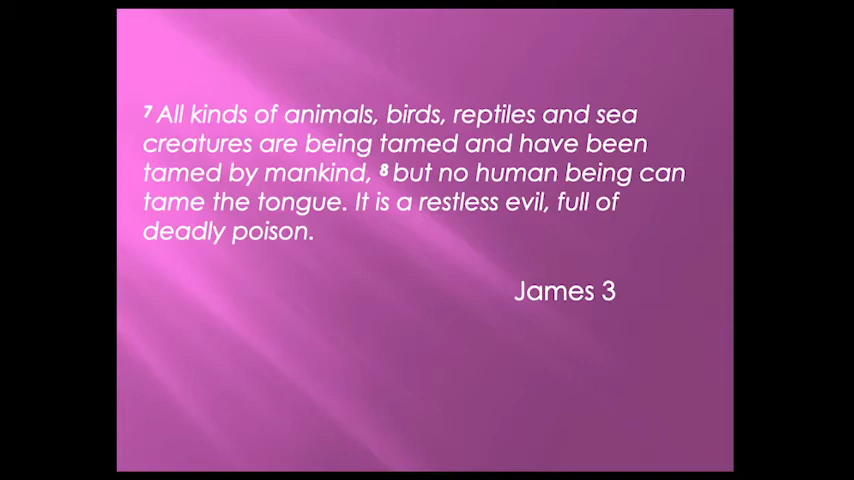 7 All kinds of animals, birds, reptiles and sea
creatures are being tamed and have been
tamed by mankind, 8 but no human being can
tame the tongue. It is a restless evil, full of
deadly poison.
James 3